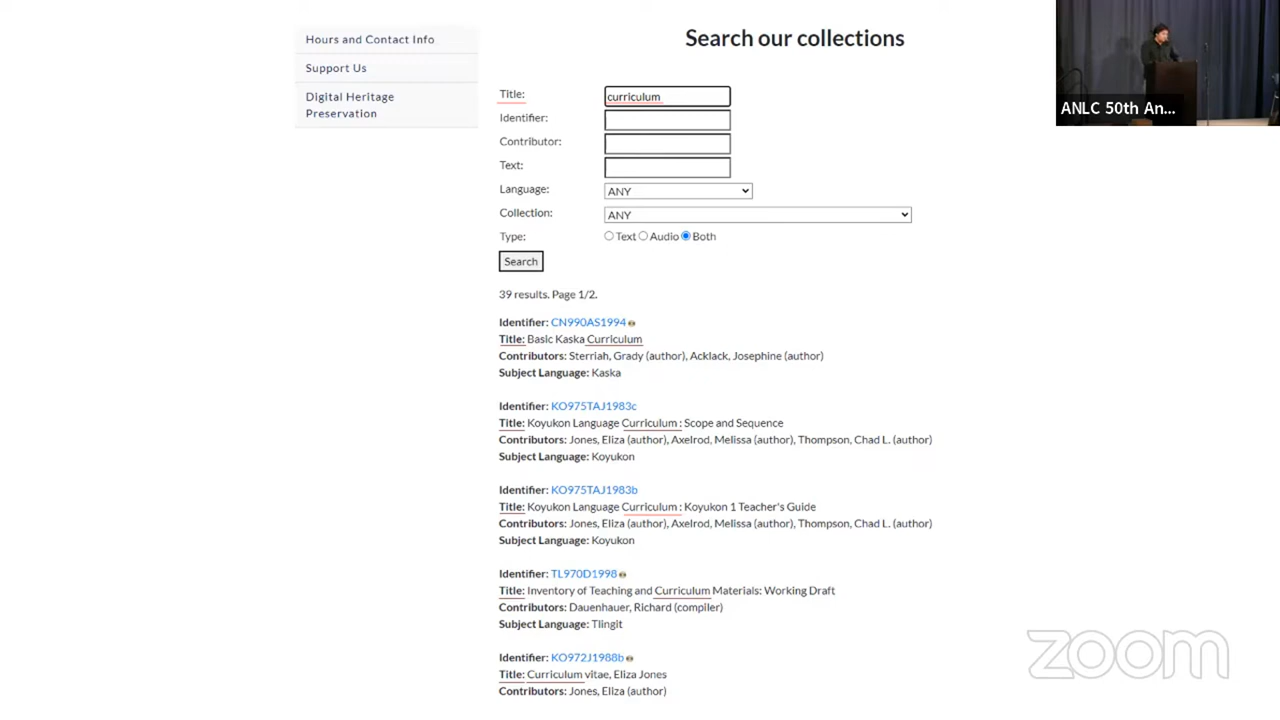 Hours and Contact Info
Support Us
Digital Heritage
Preservation
Search our collections
Title: curriculum
Identifier:
Contributor:
Text:
Language: ANY
Collection: ANY
Type: Text Audio Both
Search
39 results. Page 1/2.
Identifier: CN990AS1994
Title: Basic Kaska Curriculum
Contributors: Sterriah, Grady (author), Acklack, Josephine (author)
Subject Language: Kaska
Identifier: KO975TAJ1983c
Title: Koyukon Language Curriculum : Scope and Sequence
Contributors: Jones, Eliza (author), Axelrod, Melissa (author), Thompson, Chad L. (author)
Subject Language: Koyukon
Identifier: KO975TAJ1983b
Title: Koyukon Language Curriculum : Koyukon 1 Teacher's Guide
Contributors: Jones, Eliza (author), Axelrod, Melissa (author), Thompson, Chad L. (author)
Subject Language: Koyukon
Identifier: TL970D1998
Title: Inventory of Teaching and Curriculum Materials: Working Draft
Contributors: Dauenhauer, Richard (compiler)
Subject Language: Tlingit
Identifier: KO972J1988b
Title: Curriculum vitae, Eliza Jones
Contributors: Jones, Eliza (author)
ANLC 50th An...
zoom